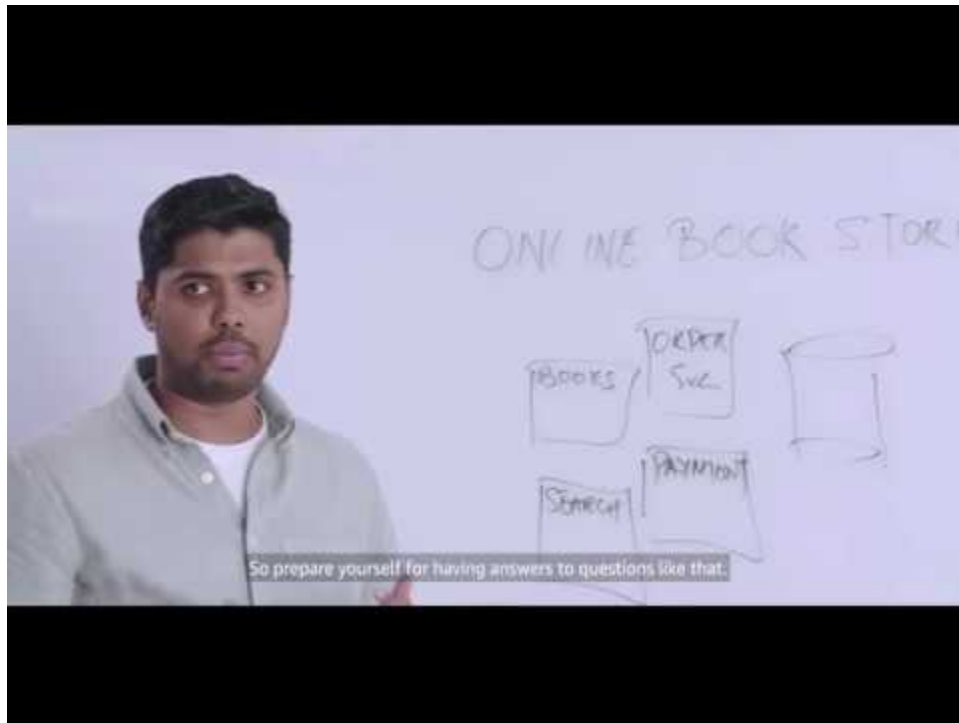 ONLINE BOOK STOR
ORDER
Svc
BOOKS
PAYMENT
SEARCH
So prepare yourself for having answers to questions like that.